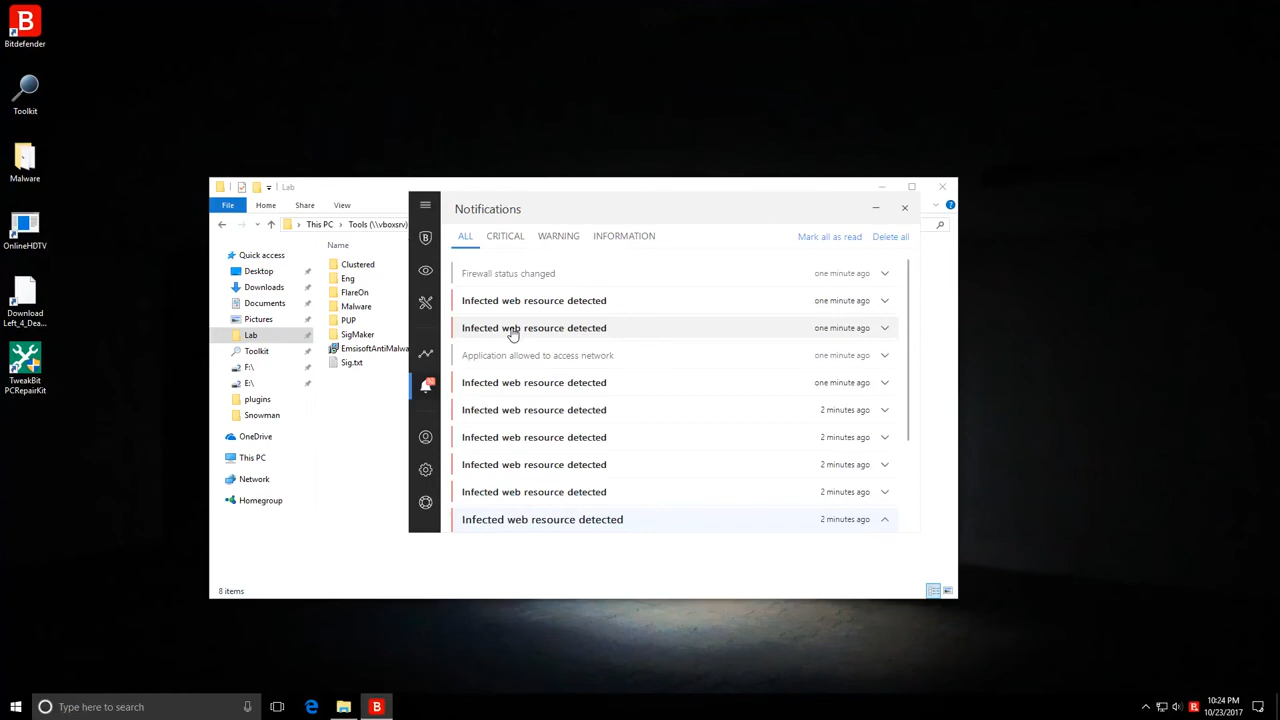 Bitdefender
Toolkit
Malware
OnlineHDTV
Download
Left_4_Dea...
TweakBit
PCRepairKit
Lab
File
Home
Share
View
This PC
Tools (\\vboxsrv)
Quick access
Desktop
Downloads
Documents
Pictures
Lab
Toolkit
F:\
E:\
plugins
Snowman
OneDrive
This PC
Network
Homegroup
Name
Clustered
Eng
FlareOn
Malware
PUP
SigMaker
EmsisoftAntiMalwa
Sig.txt
8 items
Notifications
ALL
CRITICAL
WARNING
INFORMATION
Mark all as read
Delete all
Firewall status changed
one minute ago
Infected web resource detected
one minute ago
Infected web resource detected
one minute ago
Application allowed to access network
one minute ago
Infected web resource detected
one minute ago
Infected web resource detected
2 minutes ago
Infected web resource detected
2 minutes ago
Infected web resource detected
2 minutes ago
Infected web resource detected
2 minutes ago
Infected web resource detected
2 minutes ago
Type here to search
10:24 PM
10/23/2017